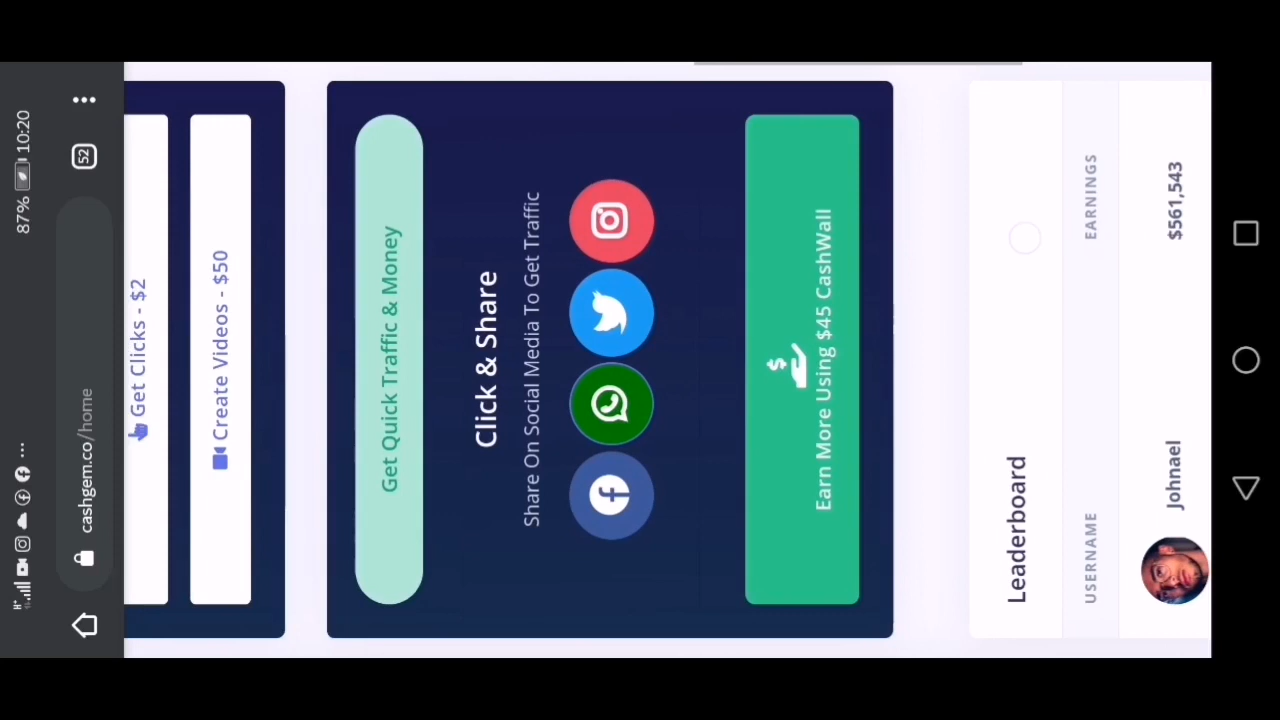 10:20
87%
52
cashgem.co/home
Get Clicks - $2
Create Videos - $50
Get Quick Traffic & Money
Click & Share
Share On Social Media To Get Traffic
Earn More Using $45 CashWall
Leaderboard
USERNAME EARNINGS
Johnael $561,543